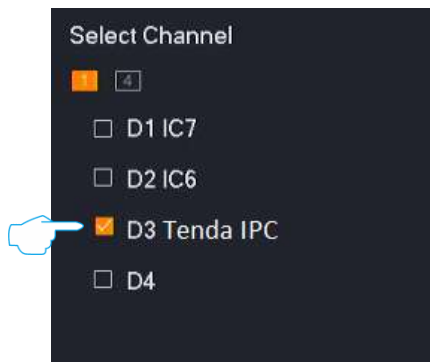 Select Channel
1 4
D1 IC7
D2 IC6
D3 Tenda IPC
D4